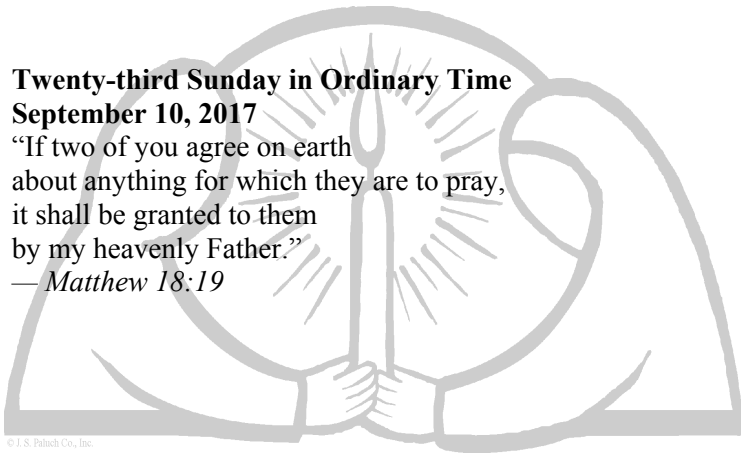 Twenty-third Sunday in Ordinary Time
September 10, 2017
“If two of you agree on earth
about anything for which they are to pray,
it shall be granted to them
by my heavenly Father.”
— Matthew 18:19
© J. S. Paluch Co., Inc.